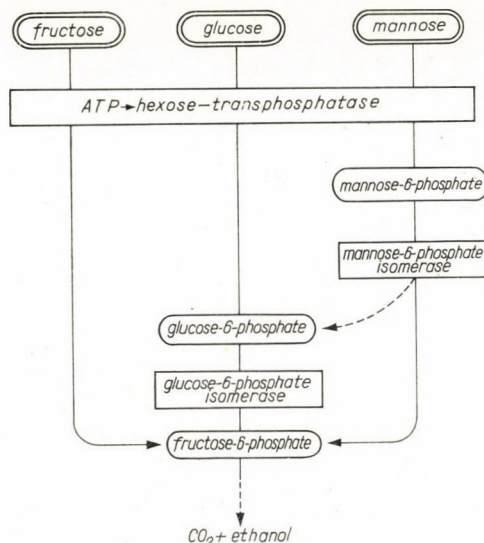 fructose
glucose
mannose
ATP→hexose–transphosphatase
mannose-6-phosphate
mannose-6-phosphate
isomerase
glucose-6-phosphate
glucose-6-phosphate
isomerase
fructose-6-phosphate
CO₂ + ethanol